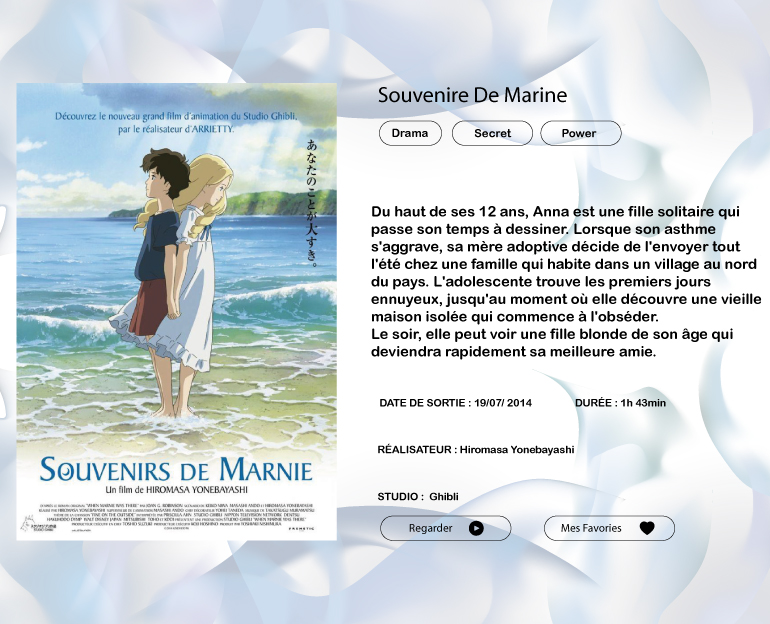 Découvrez le nouveau grand film d'animation du Studio Ghibli,
par le réalisateur d'ARRIETTY.
あなたのことが大すき。
SOUVENIRS DE MARNIE
Un film de HIROMASA YONEBAYASHI
Souvenire De Marine
Drama
Secret
Power
Du haut de ses 12 ans, Anna est une fille solitaire qui
passe son temps à dessiner. Lorsque son asthme
s'aggrave, sa mère adoptive décide de l'envoyer tout
l'été chez une famille qui habite dans un village au nord
du pays. L'adolescente trouve les premiers jours
ennuyeux, jusqu'au moment où elle découvre une vieille
maison isolée qui commence à l'obséder.
Le soir, elle peut voir une fille blonde de son âge qui
deviendra rapidement sa meilleure amie.
DATE DE SORTIE : 19/07/ 2014
DURÉE : 1h 43min
RÉALISATEUR : Hiromasa Yonebayashi
STUDIO : Ghibli
Regarder
Mes Favories